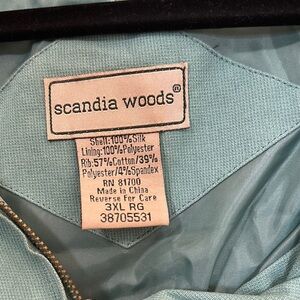 scandia woods®
Shell:100%Silk
Lining:100%Polyester
Rib:57%Cotton/39%
Polyester/4%Spandex
RN 81700
Made in China
Reverse For Care
3XL RG
38705531